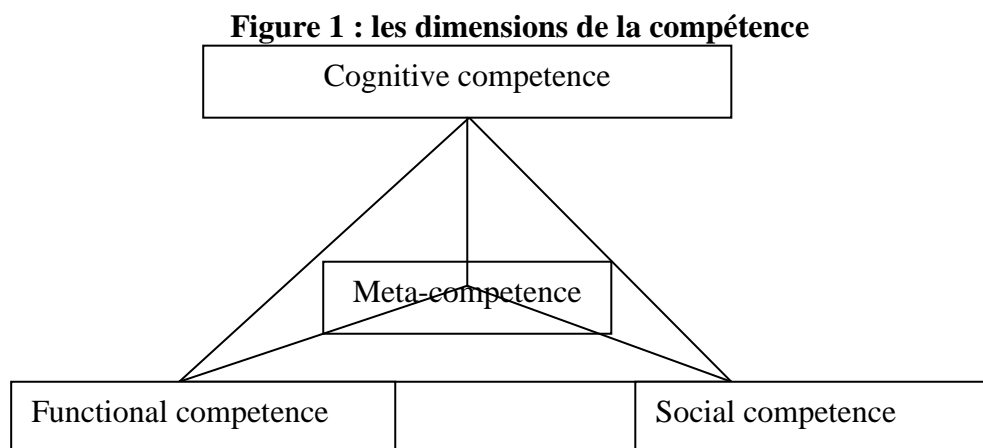 Figure 1 : les dimensions de la compétence
Cognitive competence
Meta-competence
Functional competence
Social competence